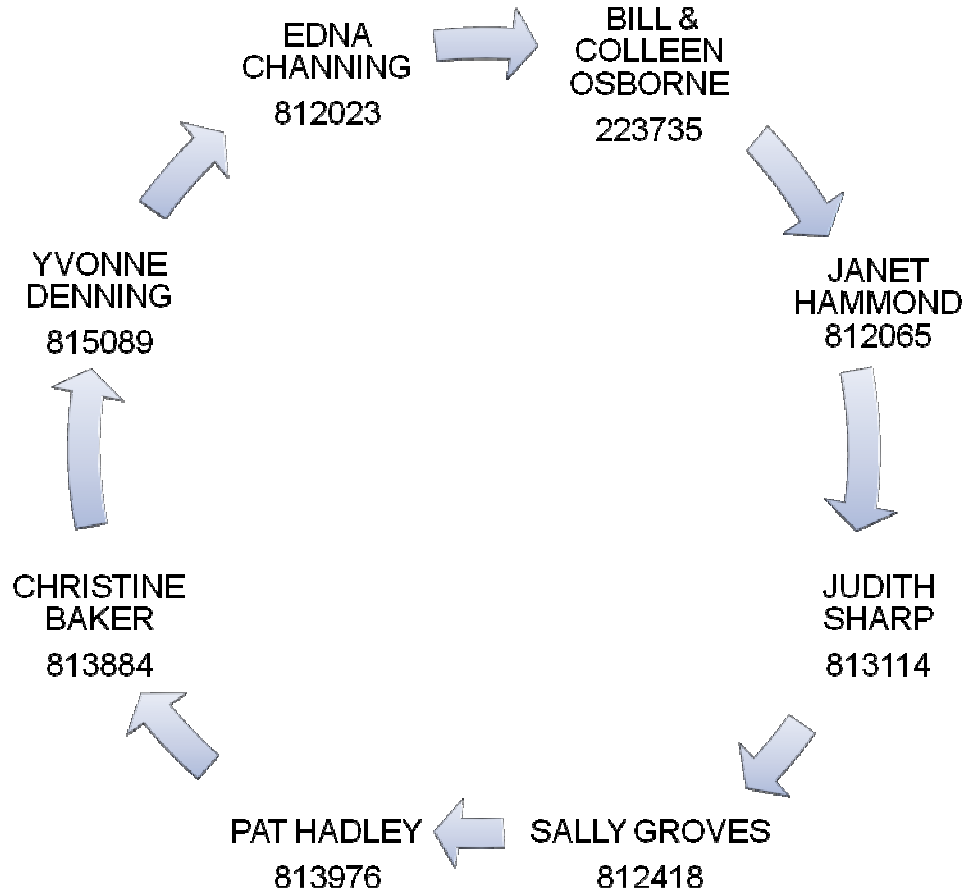 EDNA
CHANNING
812023
BILL &
COLLEEN
OSBORNE
223735
JANET
HAMMOND
812065
JUDITH
SHARP
813114
SALLY GROVES
812418
PAT HADLEY
813976
CHRISTINE
BAKER
813884
YVONNE
DENNING
815089